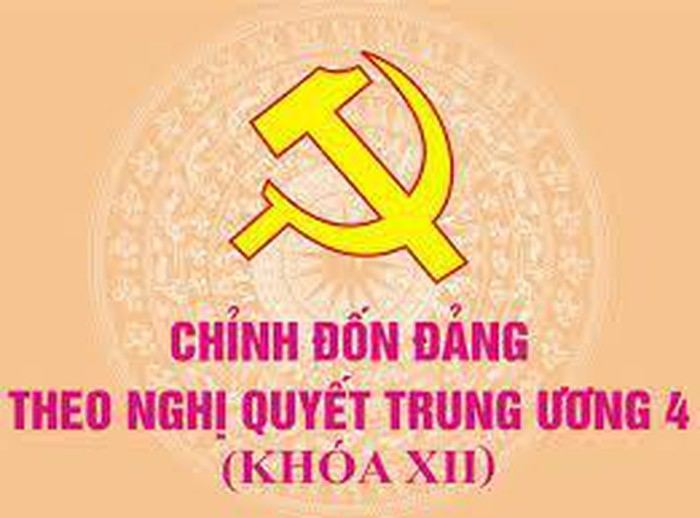 CHỈNH ĐỐN ĐẢNG
THEO NGHỊ QUYẾT TRUNG ƯƠNG 4
(KHÓA XII)